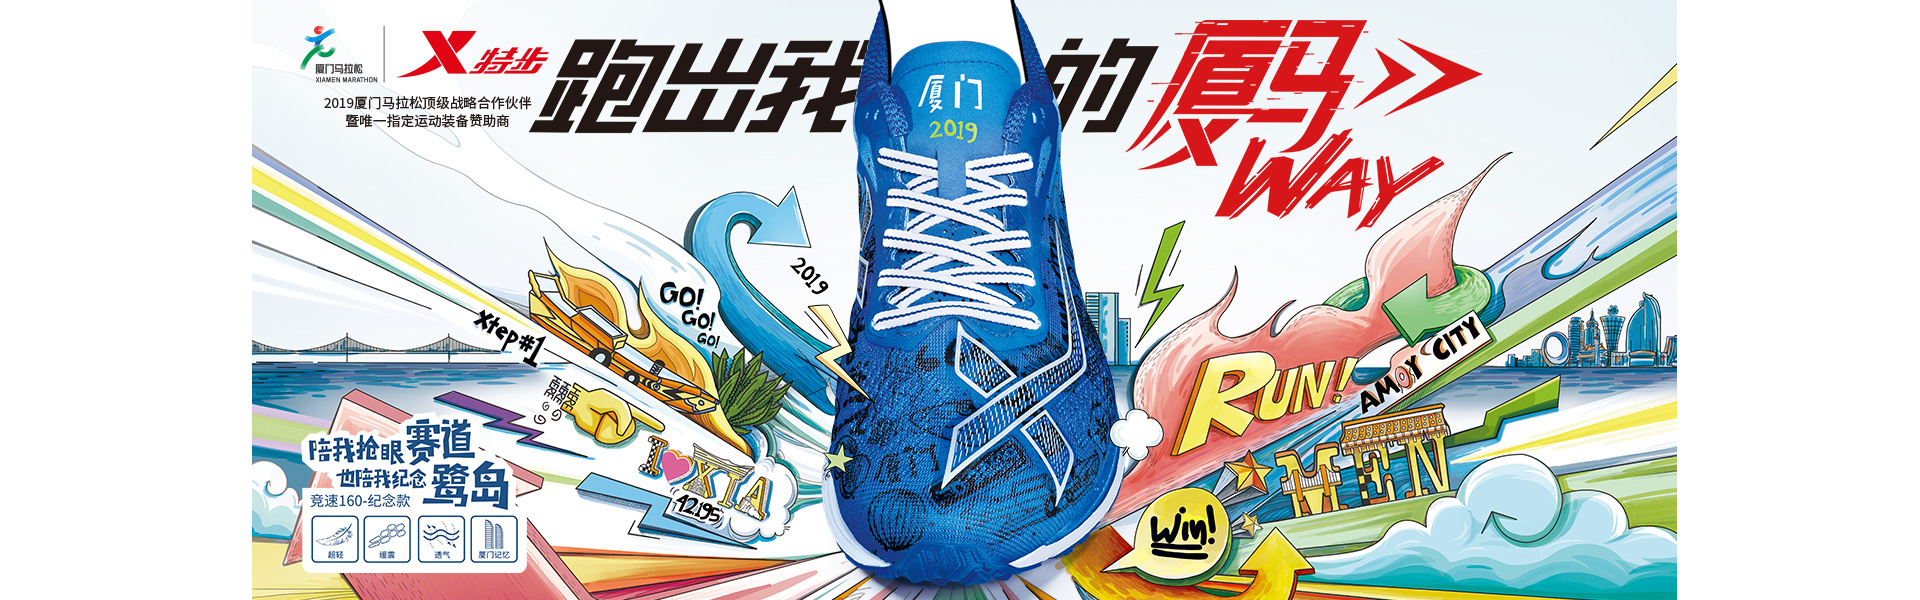 厦门马拉松
XIAMEN MARATHON
特步
2019厦门马拉松顶级战略合作伙伴
暨唯一指定运动装备赞助商
跑出我的厦马
WAY
厦门
2019
2019
GO!
GO!
GO!
Xtep#1
HERE
HERE
HERE
I XIA
42.195
RUN!
AMOY CITY
MEN
Win!
陪我抢眼赛道
也陪我纪念鹭岛
竞速160-纪念款
超轻
缓震
透气
厦门记忆